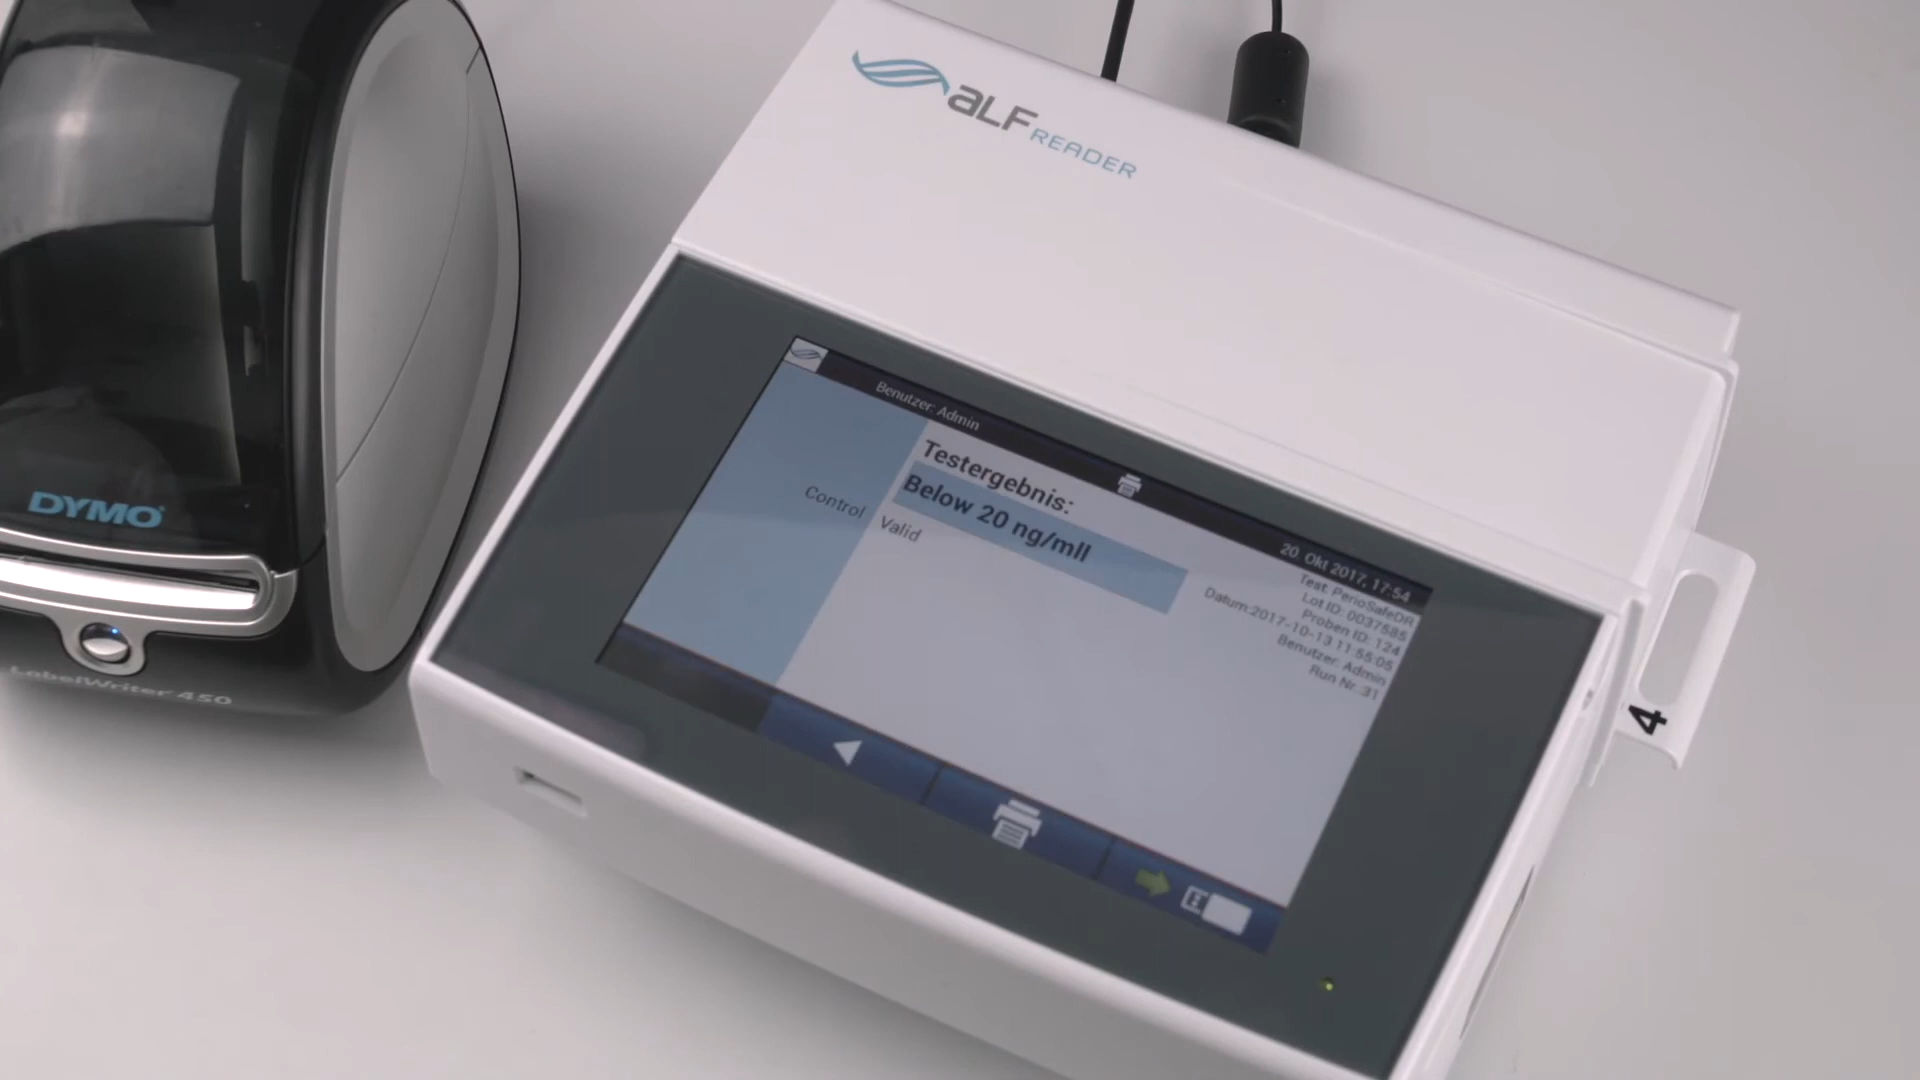 aLF READER
Benutzer: Admin
20. Okt 2017, 17:54
Testergebnis:
Below 20 ng/mll
Control
Valid
Test: PerioSafeDR
Lot ID: 0037585
Proben ID: 124
Datum:2017-10-13 11:55:05
Benutzer: Admin
Run Nr.:31
4
DYMO
LabelWriter 450